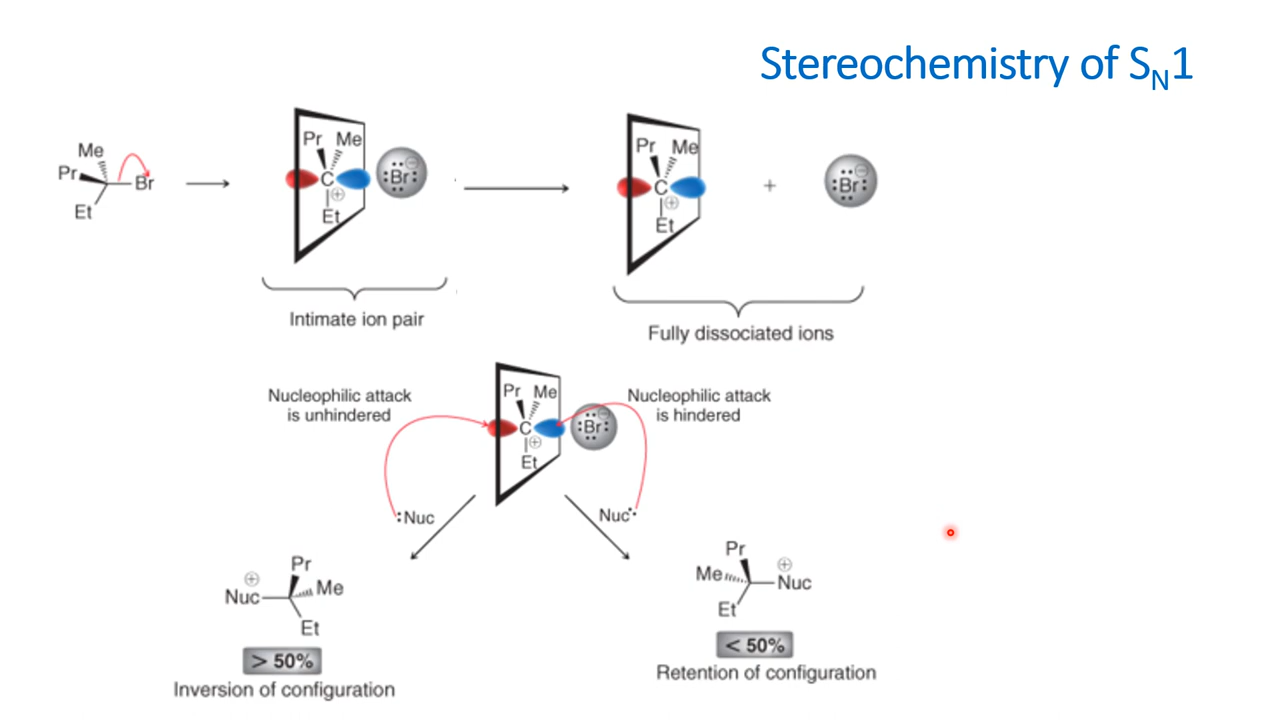 Stereochemistry of SN1
Me
Pr
Br
Et
Pr Me
C
⊕
Et
:Br:
⊖
Intimate ion pair
Pr Me
C
⊕
Et
+
:Br:
⊖
Fully dissociated ions
Nucleophilic attack
is unhindered
Pr Me
C
⊕
Et
:Br:
⊖
Nucleophilic attack
is hindered
:Nuc
Nuc:
Pr
⊕
Nuc
Me
Et
> 50%
Inversion of configuration
Pr
⊕
Me
Nuc
Et
< 50%
Retention of configuration